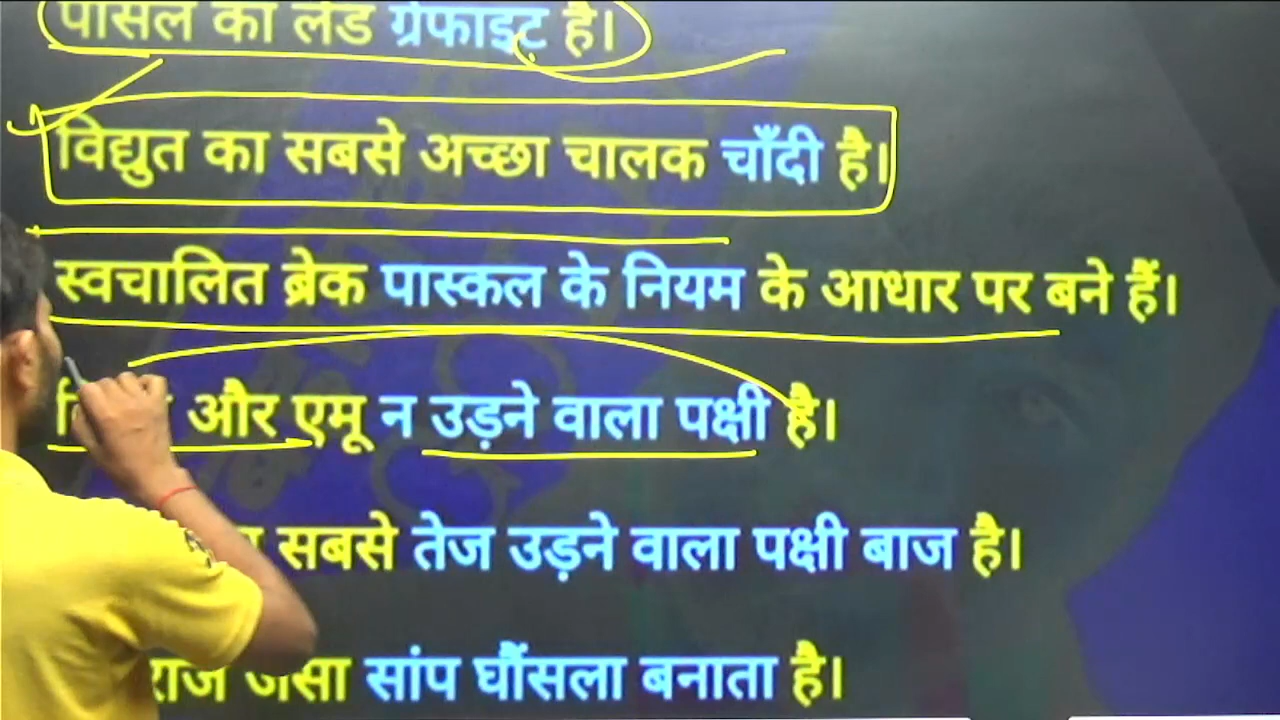 पेंसिल का लेड ग्रेफाइट है।
विद्युत का सबसे अच्छा चालक चाँदी है।
स्वचालित ब्रेक पास्कल के नियम के आधार पर बने हैं।
और एमू न उड़ने वाला पक्षी है।
सबसे तेज उड़ने वाला पक्षी बाज है।
सांप घौंसला बनाता है।